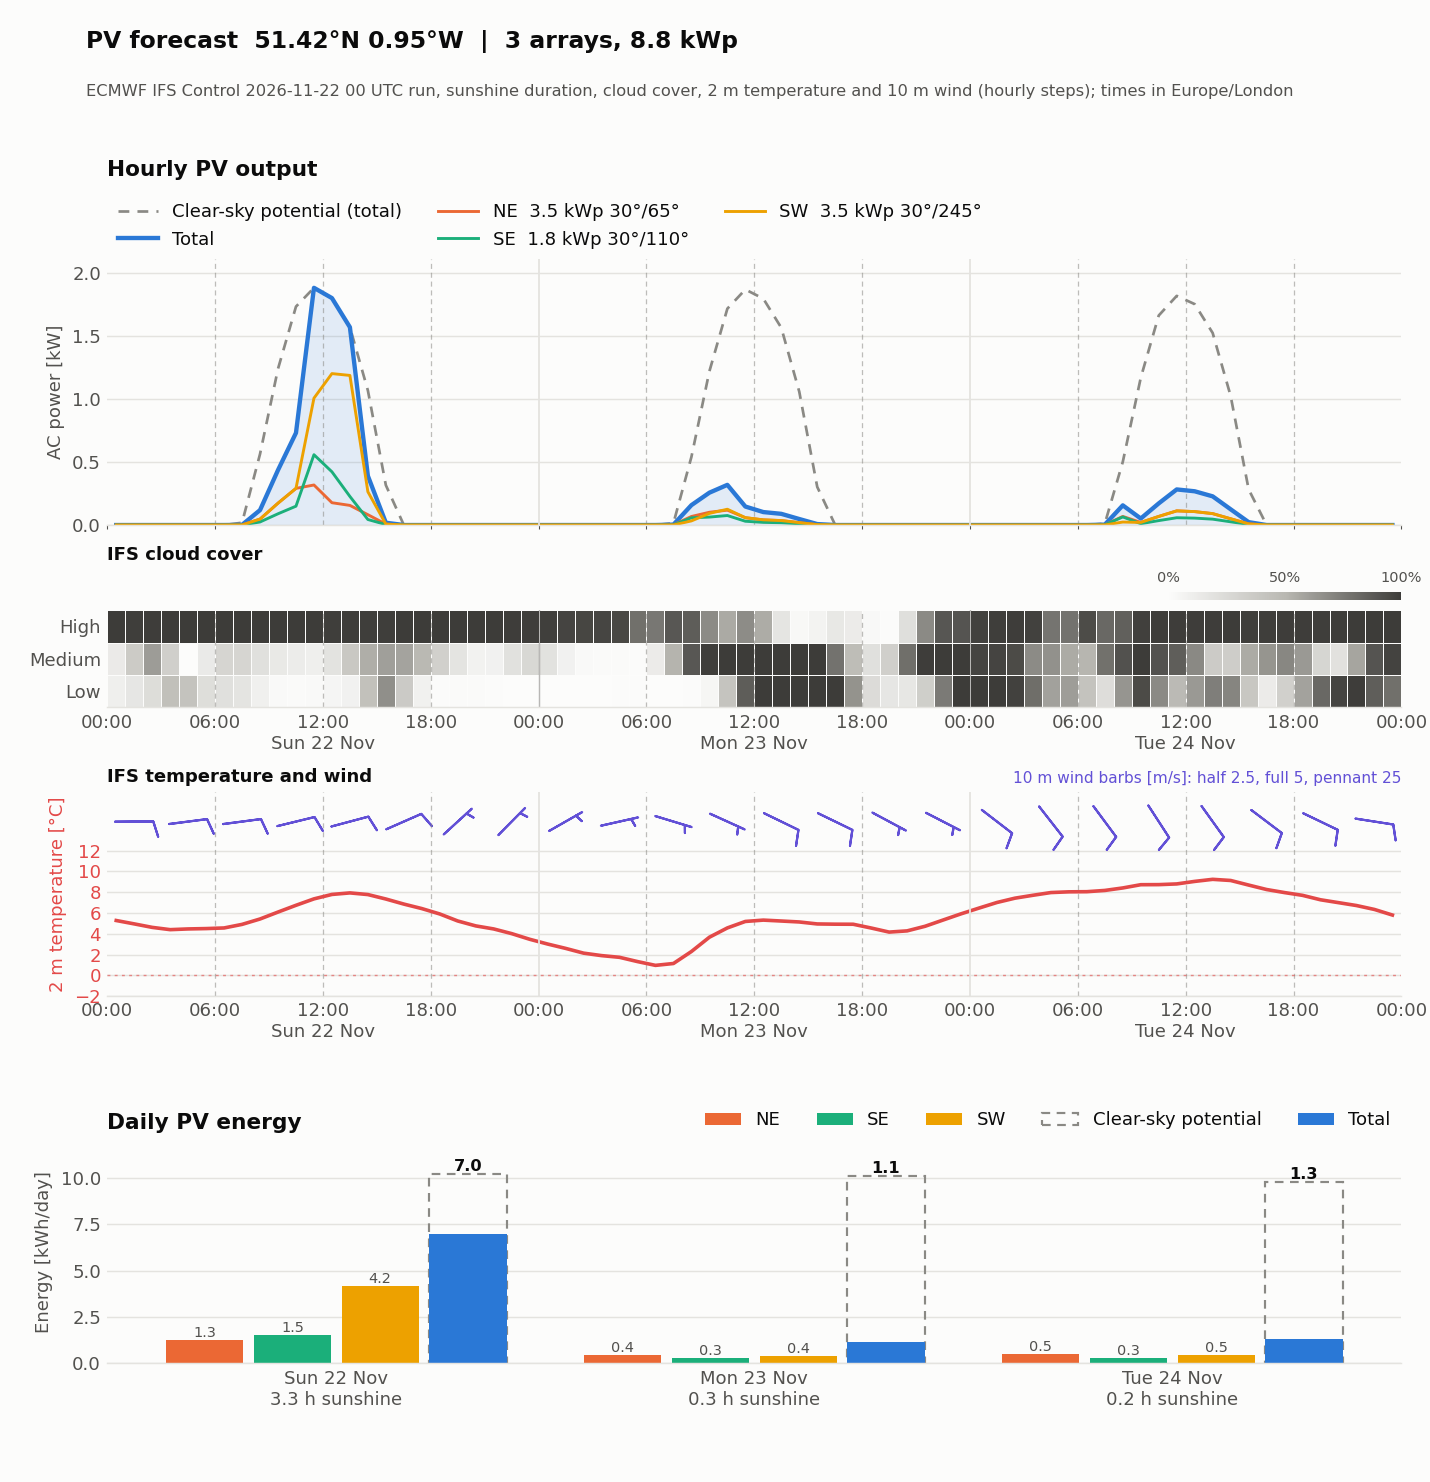 PV forecast  51.42°N 0.95°W  |  3 arrays, 8.8 kWp
ECMWF IFS Control 2026-11-22 00 UTC run, sunshine duration, cloud cover, 2 m temperature and 10 m wind (hourly steps); times in Europe/London
Hourly PV output
Clear-sky potential (total)
Total
NE  3.5 kWp 30°/65°
SE  1.8 kWp 30°/110°
SW  3.5 kWp 30°/245°
AC power [kW]
2.0
1.5
1.0
0.5
0.0
IFS cloud cover
0% 50% 100%
High
Medium
Low
00:00 06:00 12:00 18:00 00:00 06:00 12:00 18:00 00:00 06:00 12:00 18:00 00:00
Sun 22 Nov Mon 23 Nov Tue 24 Nov
IFS temperature and wind
10 m wind barbs [m/s]: half 2.5, full 5, pennant 25
2 m temperature [°C]
12
10
8
6
4
2
0
−2
00:00 06:00 12:00 18:00 00:00 06:00 12:00 18:00 00:00 06:00 12:00 18:00 00:00
Sun 22 Nov Mon 23 Nov Tue 24 Nov
Daily PV energy
NE SE SW Clear-sky potential Total
Energy [kWh/day]
10.0
7.5
5.0
2.5
0.0
1.3 1.5 4.2 7.0
0.4 0.3 0.4 1.1
0.5 0.3 0.5 1.3
Sun 22 Nov
3.3 h sunshine
Mon 23 Nov
0.3 h sunshine
Tue 24 Nov
0.2 h sunshine